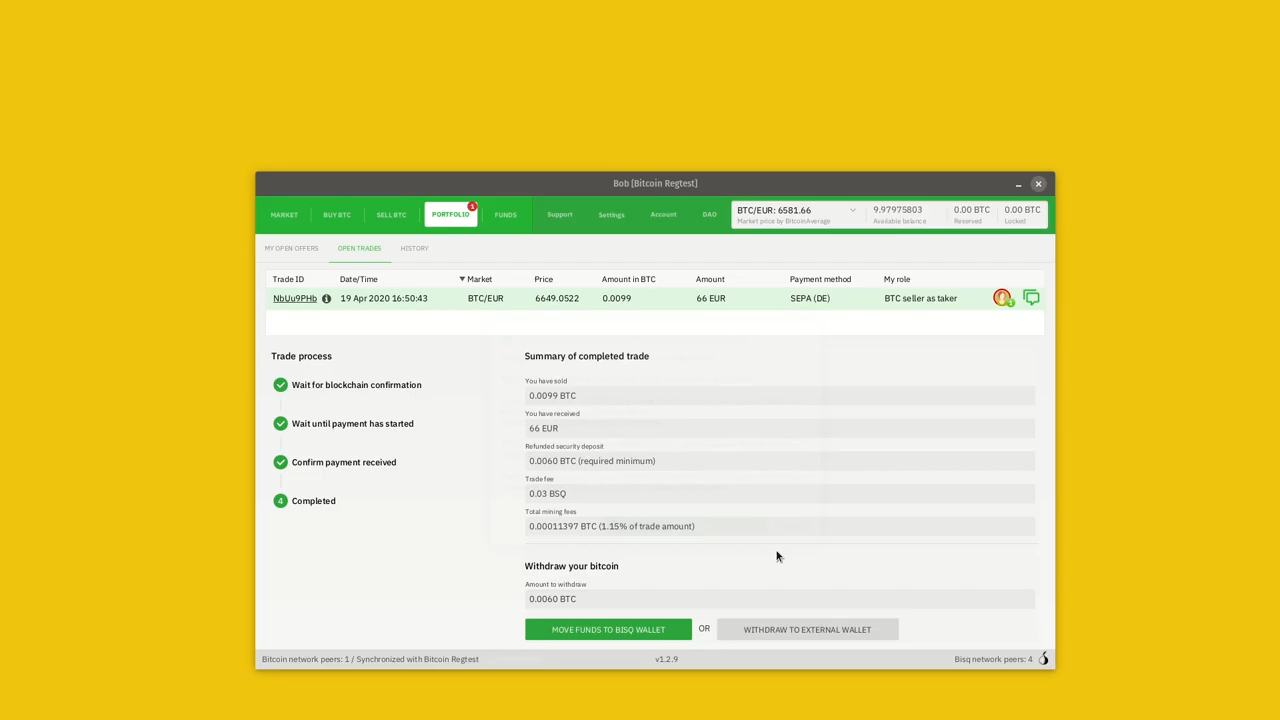 Bob [Bitcoin Regtest]
MARKET BUY BTC SELL BTC PORTFOLIO 1 FUNDS Support Settings Account DAO BTC/EUR: 6581.66 9.97975803 0.00 BTC 0.00 BTC
Market price by BitcoinAverage Available balance Reserved Locked
MY OPEN OFFERS OPEN TRADES HISTORY
Trade ID Date/Time Market Price Amount in BTC Amount Payment method My role
NbUu9PHb 19 Apr 2020 16:50:43 BTC/EUR 6649.0522 0.0099 66 EUR SEPA (DE) BTC seller as taker 1
Trade process
Wait for blockchain confirmation
Wait until payment has started
Confirm payment received
4 Completed
Summary of completed trade
You have sold
0.0099 BTC
You have received
66 EUR
Refunded security deposit
0.0060 BTC (required minimum)
Trade fee
0.03 BSQ
Total mining fees
0.00011397 BTC (1.15% of trade amount)
Withdraw your bitcoin
Amount to withdraw
0.0060 BTC
MOVE FUNDS TO BISQ WALLET OR WITHDRAW TO EXTERNAL WALLET
Bitcoin network peers: 1 / Synchronized with Bitcoin Regtest v1.2.9 Bisq network peers: 4